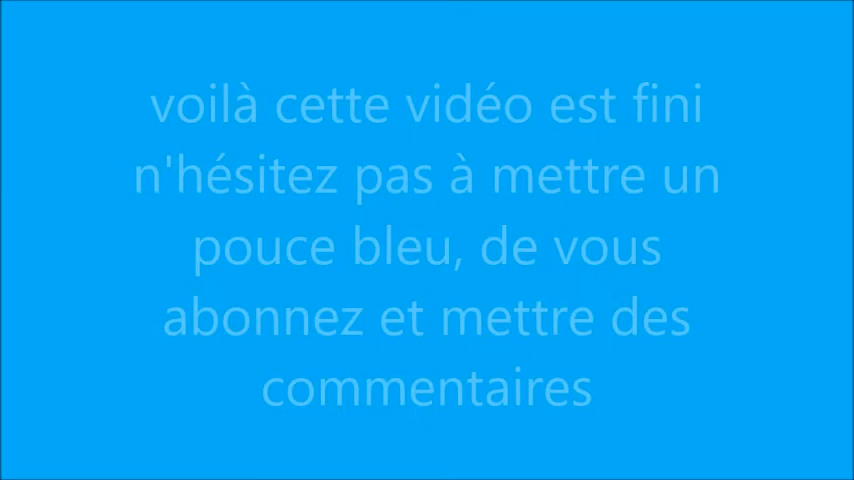 voilà cette vidéo est fini
n'hésitez pas à mettre un
pouce bleu, de vous
abonnez et mettre des
commentaires